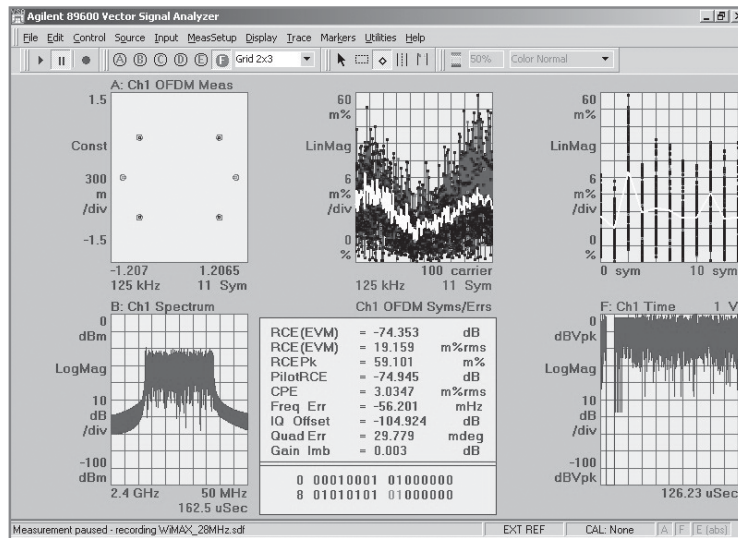 Agilent 89600 Vector Signal Analyzer
File Edit Control Source Input MeasSetup Display Trace Markers Utilities Help
A B C D E F Grid 2x3 50% Color Normal
A: Ch1 OFDM Meas
1.5
Const
300
m
/div
-1.5
-1.207 1.2065
125 kHz 11 Sym
60
m%
LinMag
6
m%
/div
0
%
100 carrier
125 kHz 11 Sym
60
m%
LinMag
6
m%
/div
0
%
0 sym 10 sym
B: Ch1 Spectrum
0
dBm
LogMag
10
dB
/div
-100
dBm
2.4 GHz 50 MHz
162.5 uSec
Ch1 OFDM Syms/Errs
RCE(EVM) = -74.353 dB
RCE(EVM) = 19.159 m%rms
RCEPk = 59.101 m%
PilotRCE = -74.945 dB
CPE = 3.0347 m%rms
Freq Err = -56.201 mHz
IQ Offset = -104.924 dB
Quad Err = 29.779 mdeg
Gain Imb = 0.003 dB
0 00010001 01000000
8 01010101 01000000
F: Ch1 Time 1 V
0
dBVpk
LogMag
10
dB
/div
-100
dBVpk
126.23 uSec
Measurement paused - recording WiMAX_28MHz.sdf EXT REF CAL: None A F E (abs)